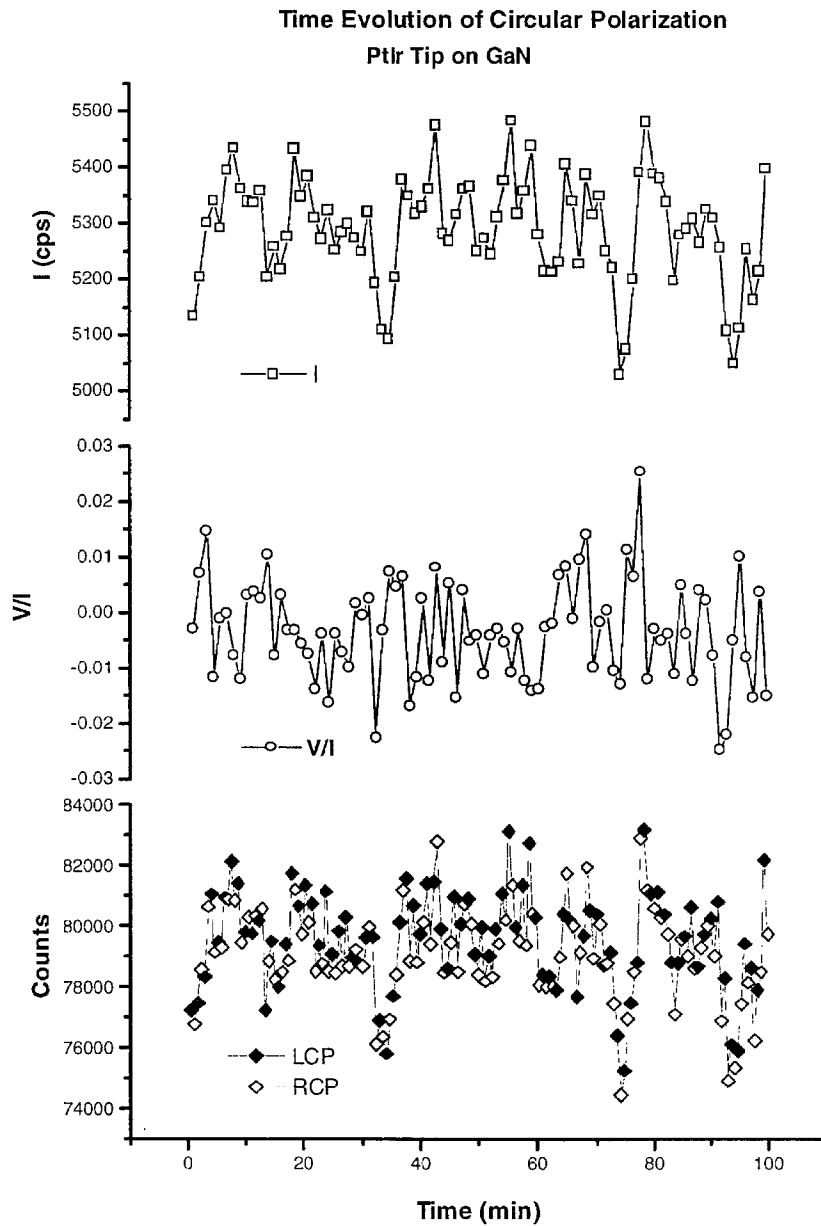 Time Evolution of Circular Polarization
PtIr Tip on GaN
5500
5400
5300
5200
5100
5000
I (cps)
I
0.03
0.02
0.01
0.00
-0.01
-0.02
-0.03
V/I
V/I
84000
82000
80000
78000
76000
74000
Counts
LCP
RCP
0 20 40 60 80 100
Time (min)